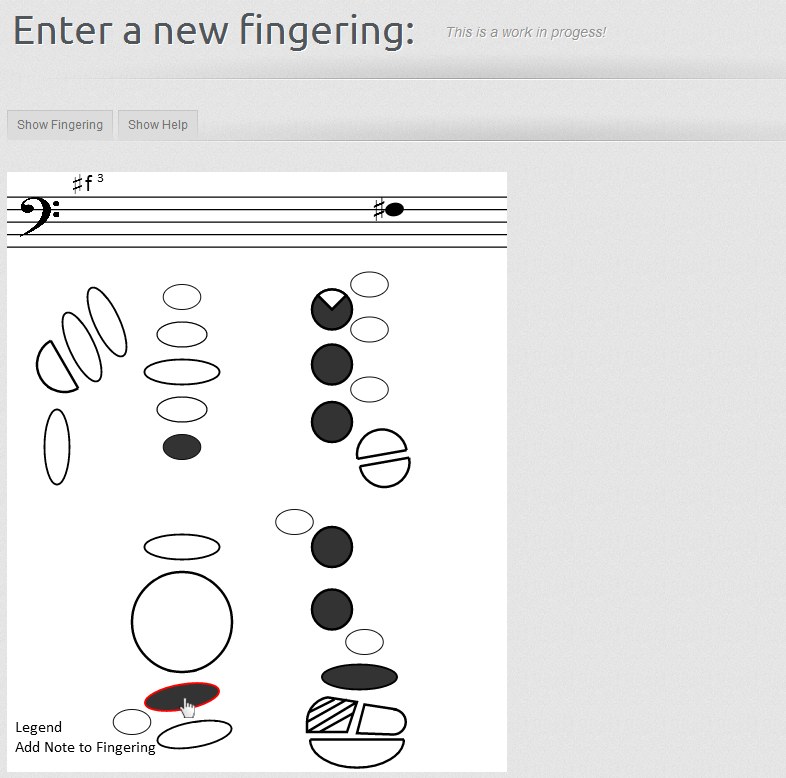 Enter a new fingering:
This is a work in progess!
Show Fingering
Show Help
♯f 3
Legend
Add Note to Fingering